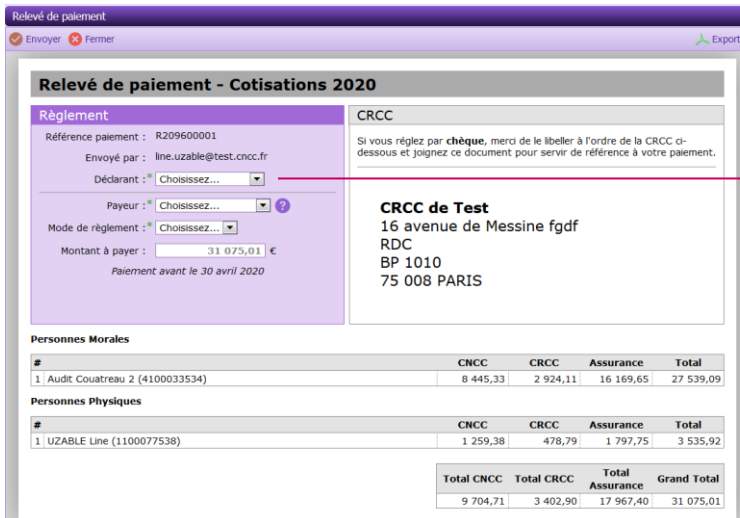 Relevé de paiement
Envoyer Fermer Export
Relevé de paiement - Cotisations 2020
Règlement
Référence paiement : R209600001
Envoyé par : line.uzable@test.cncc.fr
Déclarant :* Choisissez...
Payeur :* Choisissez... ?
Mode de règlement :* Choisissez...
Montant à payer : 31 075,01 €
Paiement avant le 30 avril 2020
CRCC
Si vous réglez par chèque, merci de le libeller à l'ordre de la CRCC ci-
dessous et joignez ce document pour servir de référence à votre paiement.
CRCC de Test
16 avenue de Messine fgdf
RDC
BP 1010
75 008 PARIS
Personnes Morales
# CNCC CRCC Assurance Total
1 Audit Couatreau 2 (4100033534) 8 445,33 2 924,11 16 169,65 27 539,09
Personnes Physiques
# CNCC CRCC Assurance Total
1 UZABLE Line (1100077538) 1 259,38 478,79 1 797,75 3 535,92
Total CNCC Total CRCC Total Assurance Grand Total
9 704,71 3 402,90 17 967,40 31 075,01